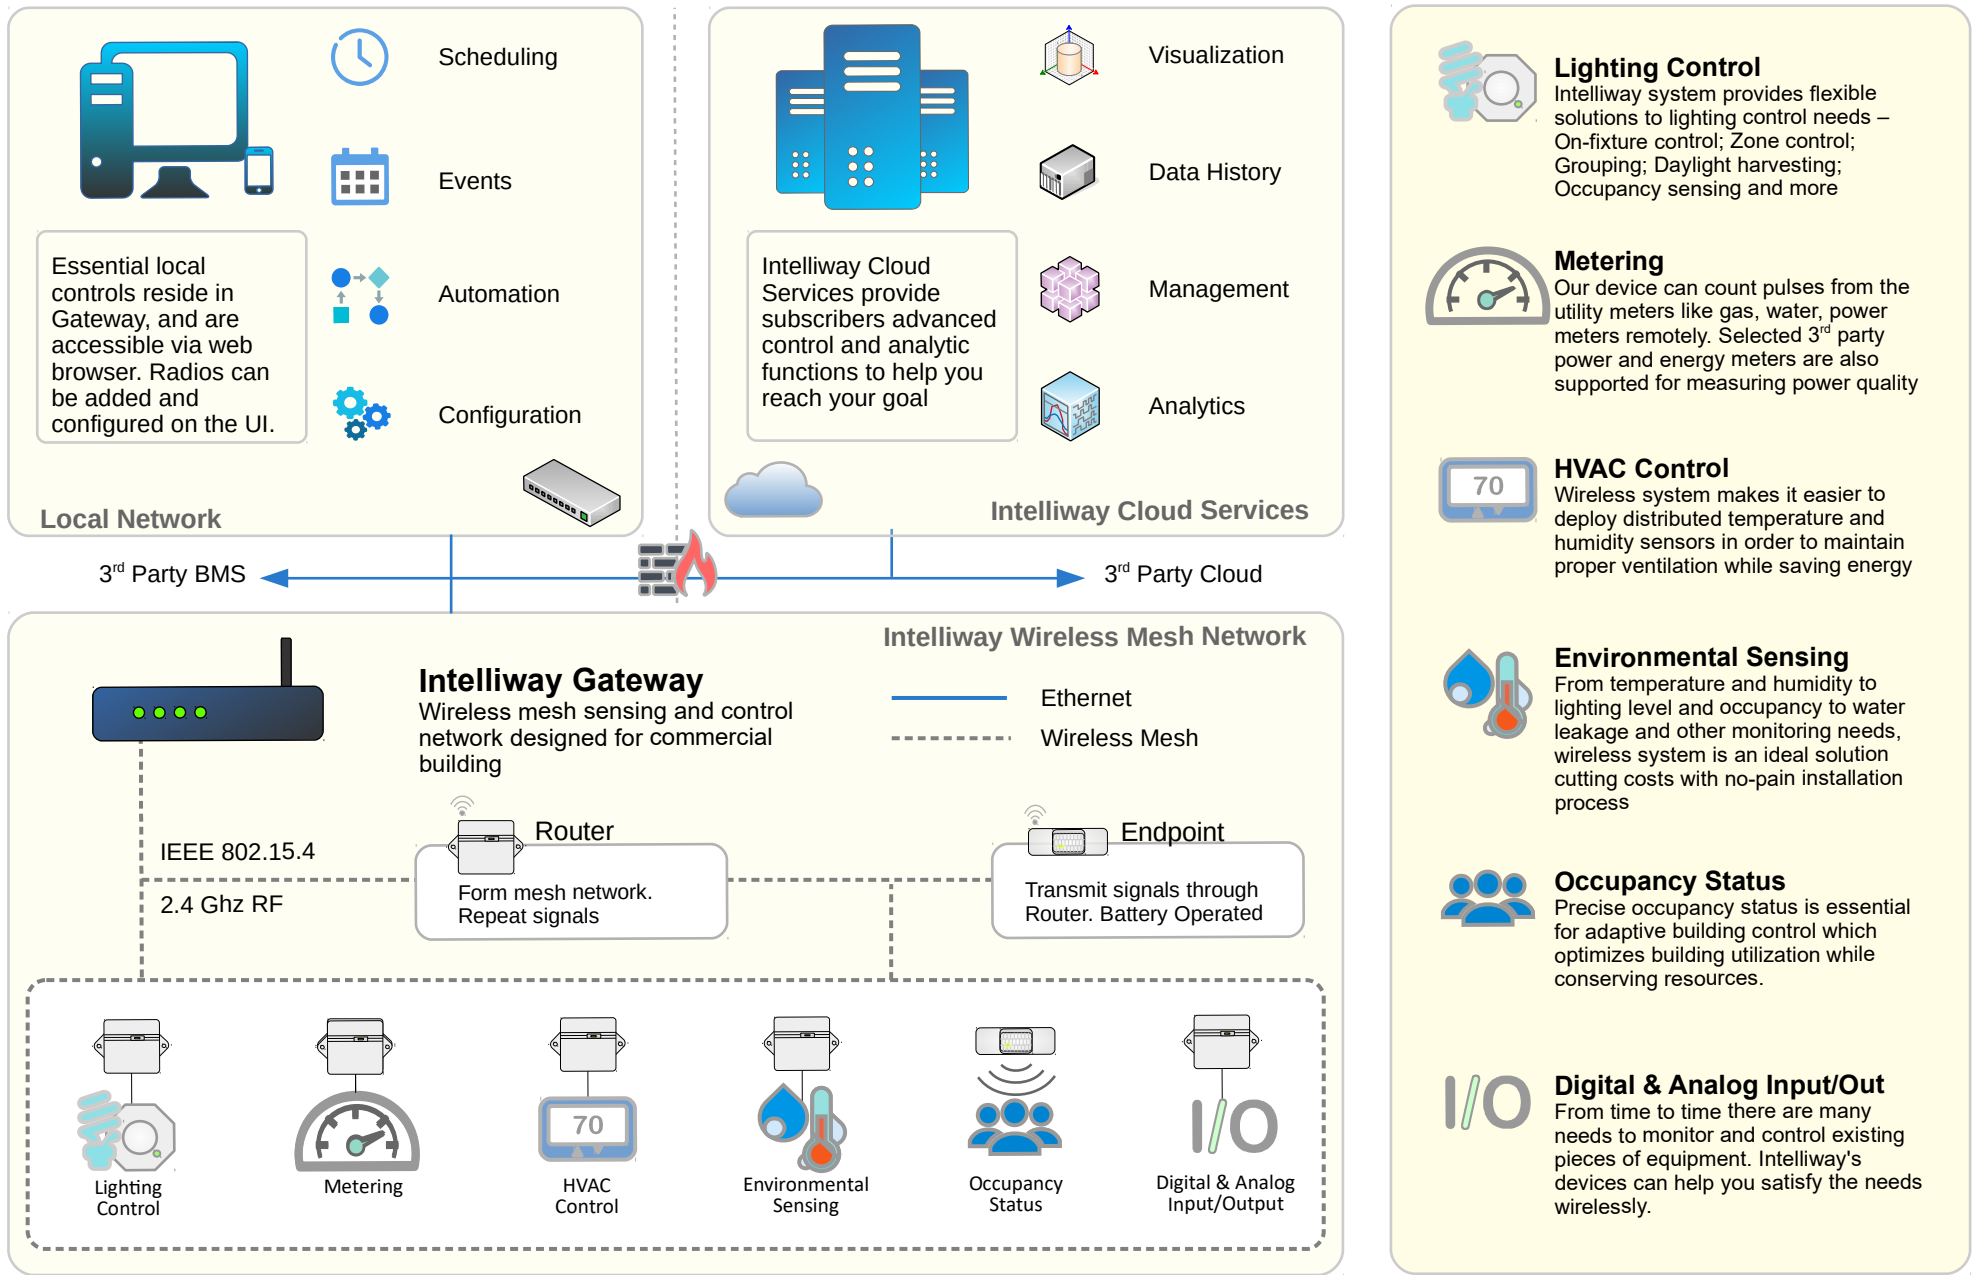 Scheduling
Events
Automation
Configuration
Essential local
controls reside in
Gateway, and are
accessible via web
browser. Radios can
be added and
configured on the UI.
Local Network
Visualization
Data History
Management
Analytics
Intelliway Cloud
Services provide
subscribers advanced
control and analytic
functions to help you
reach your goal
Intelliway Cloud Services
3rd Party BMS
3rd Party Cloud
Intelliway Wireless Mesh Network
Intelliway Gateway
Wireless mesh sensing and control
network designed for commercial
building
Ethernet
Wireless Mesh
IEEE 802.15.4
2.4 Ghz RF
Router
Form mesh network.
Repeat signals
Endpoint
Transmit signals through
Router. Battery Operated
70
I/O
Lighting
Control
Metering
HVAC
Control
Environmental
Sensing
Occupancy
Status
Digital & Analog
Input/Output
Lighting Control
Intelliway system provides flexible
solutions to lighting control needs –
On-fixture control; Zone control;
Grouping; Daylight harvesting;
Occupancy sensing and more
Metering
Our device can count pulses from the
utility meters like gas, water, power
meters remotely. Selected 3rd party
power and energy meters are also
supported for measuring power quality
70
HVAC Control
Wireless system makes it easier to
deploy distributed temperature and
humidity sensors in order to maintain
proper ventilation while saving energy
Environmental Sensing
From temperature and humidity to
lighting level and occupancy to water
leakage and other monitoring needs,
wireless system is an ideal solution
cutting costs with no-pain installation
process
Occupancy Status
Precise occupancy status is essential
for adaptive building control which
optimizes building utilization while
conserving resources.
I/O
Digital & Analog Input/Out
From time to time there are many
needs to monitor and control existing
pieces of equipment. Intelliway's
devices can help you satisfy the needs
wirelessly.